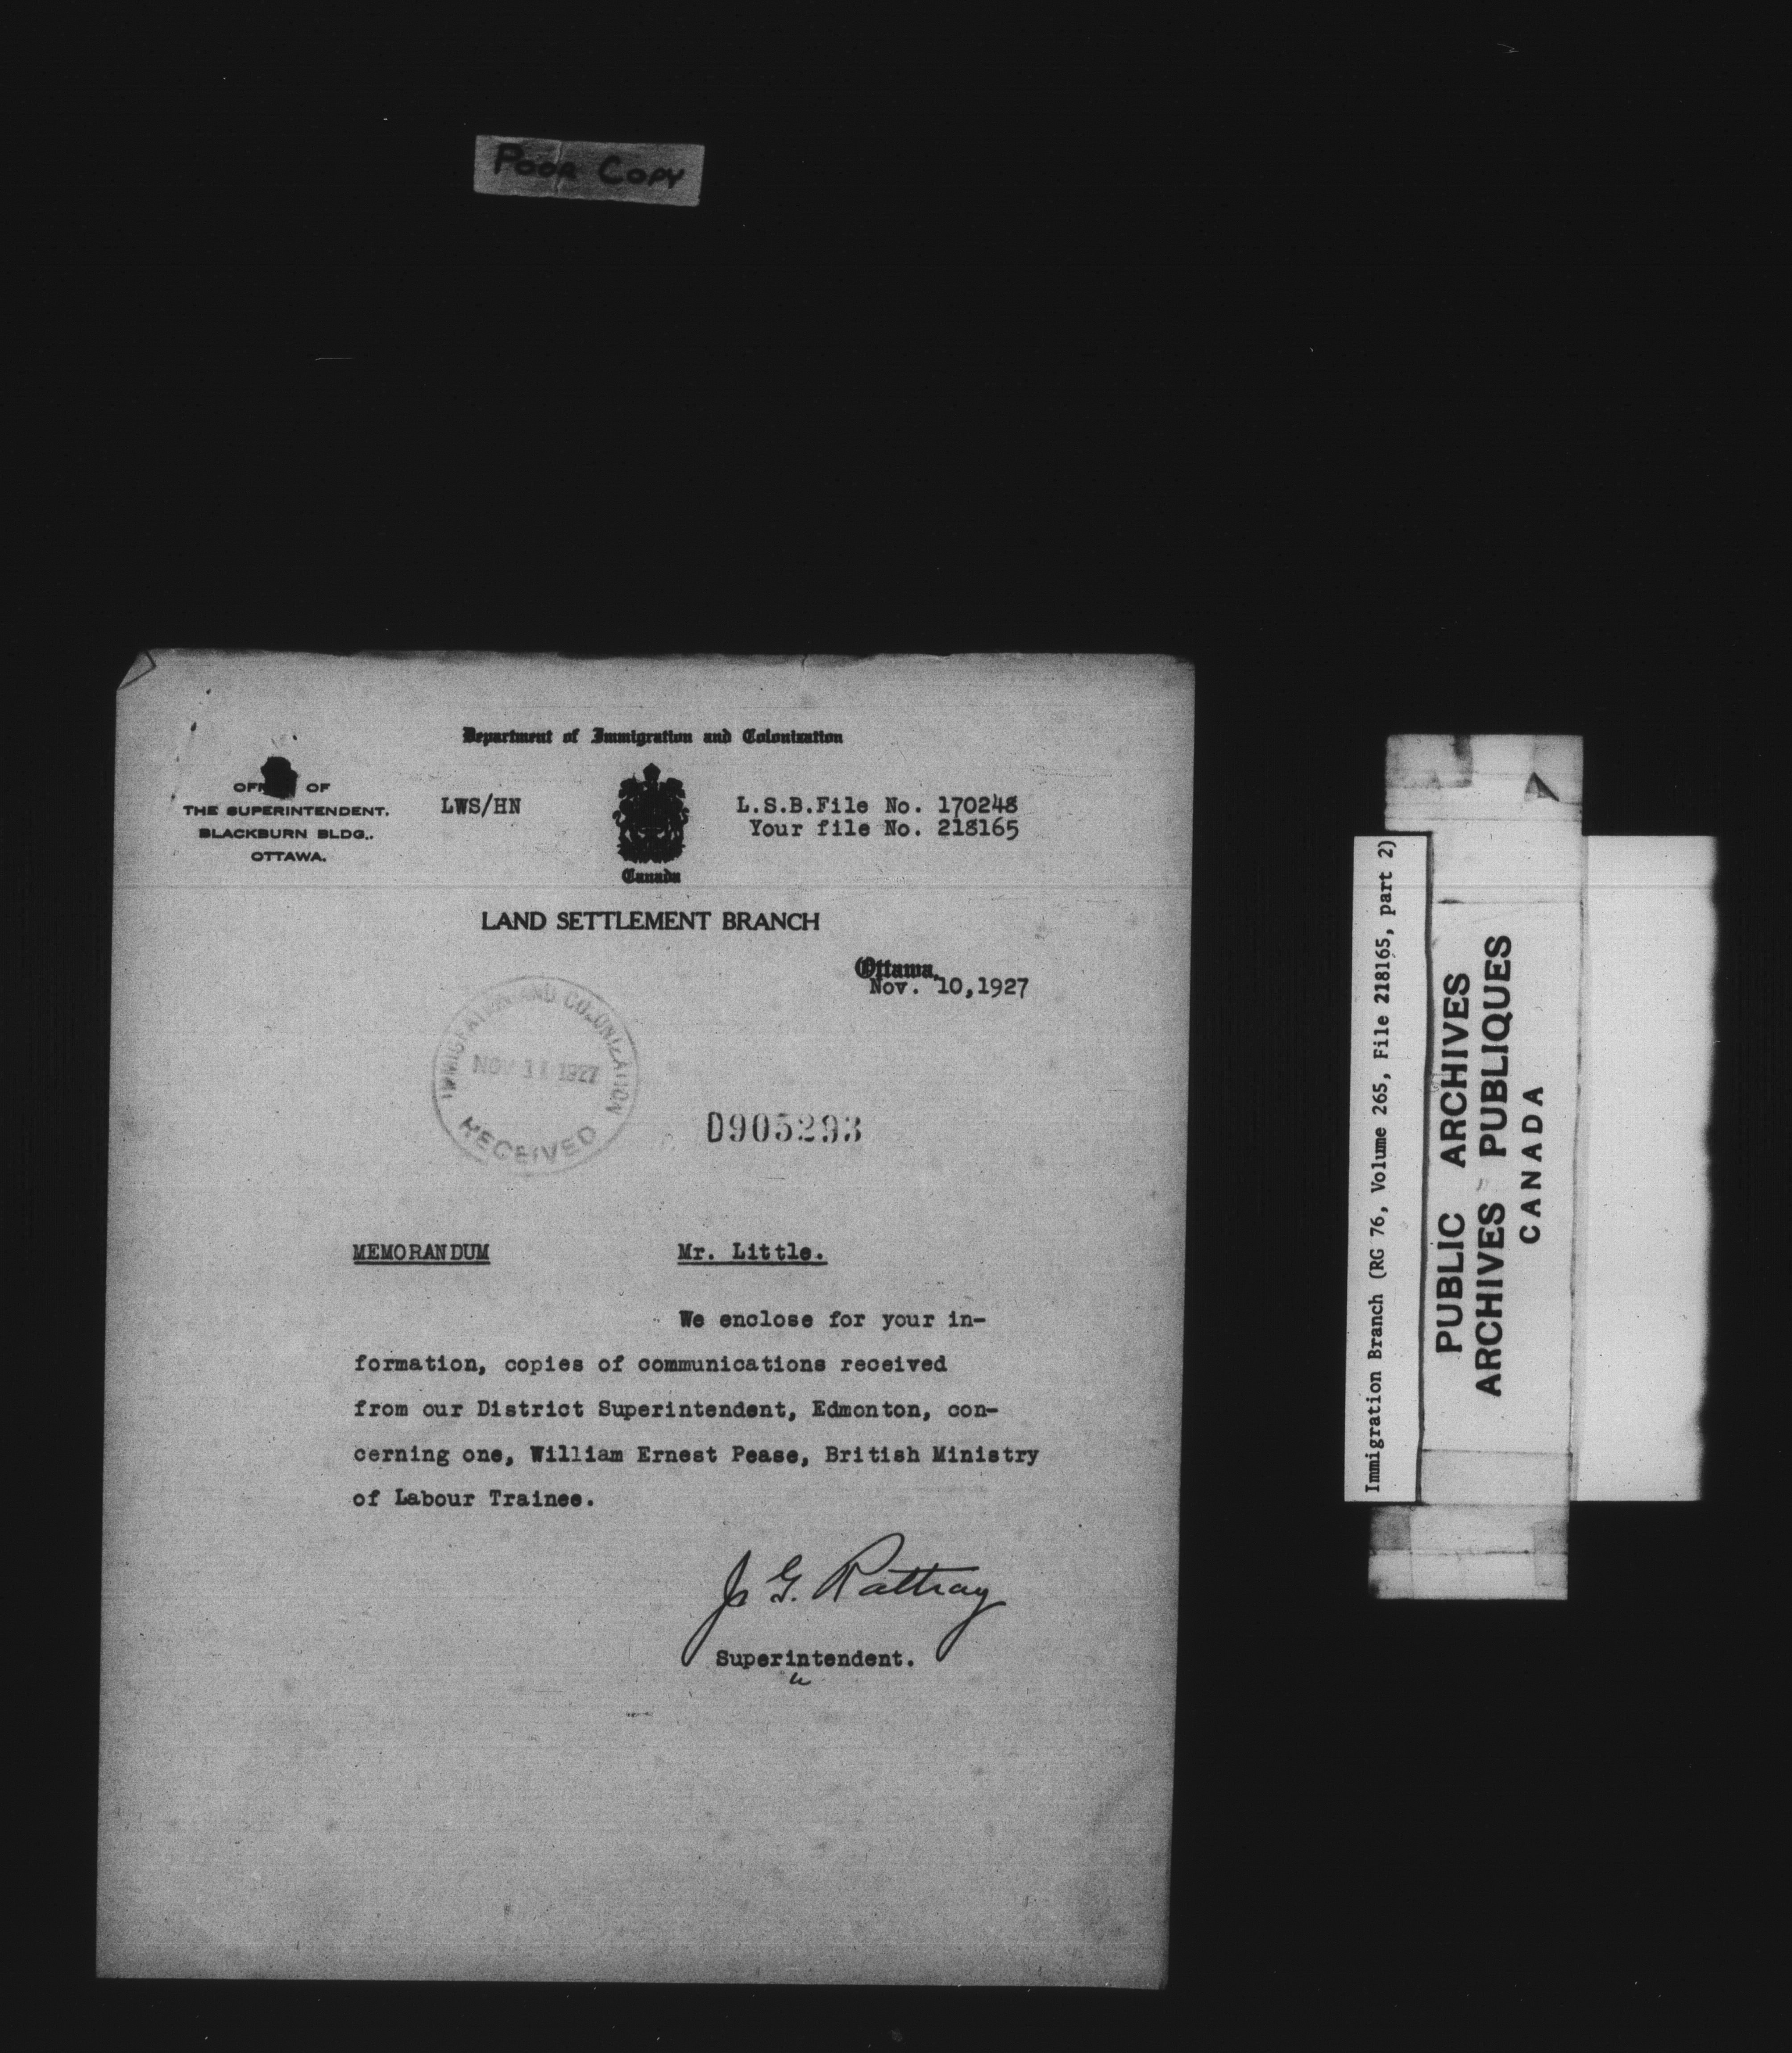 POOR COPY
Department of Immigration and Colonization
OFFICE OF
THE SUPERINTENDENT.
BLACKBURN BLDG.,
OTTAWA.
LWS/HN
Canada
L.S.B.File No. 170248
Your file No. 218165
LAND SETTLEMENT BRANCH
Ottawa,
Nov. 10,1927
IMMIGRATION AND COLONIZATION
NOV 11 1927
RECEIVED
D905293
MEMORANDUM Mr. Little.
We enclose for your in-
formation, copies of communications received
from our District Superintendent, Edmonton, con-
cerning one, William Ernest Pease, British Ministry
of Labour Trainee.
J. G. Rattray
Superintendent.
Immigration Branch (RG 76, Volume 265, File 218165, part 2)
PUBLIC ARCHIVES
ARCHIVES PUBLIQUES
CANADA